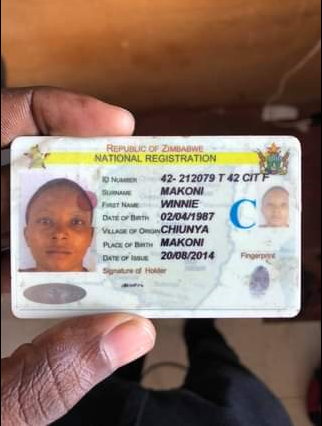 REPUBLIC OF ZIMBABWE
NATIONAL REGISTRATION
ID NUMBER 42- 212079 T 42 CIT F
SURNAME MAKONI
FIRST NAME WINNIE
DATE OF BIRTH 02/04/1987
VILLAGE OF ORIGIN CHIUNYA
PLACE OF BIRTH MAKONI
DATE OF ISSUE 20/08/2014
C
Fingerprint
Signature of Holder